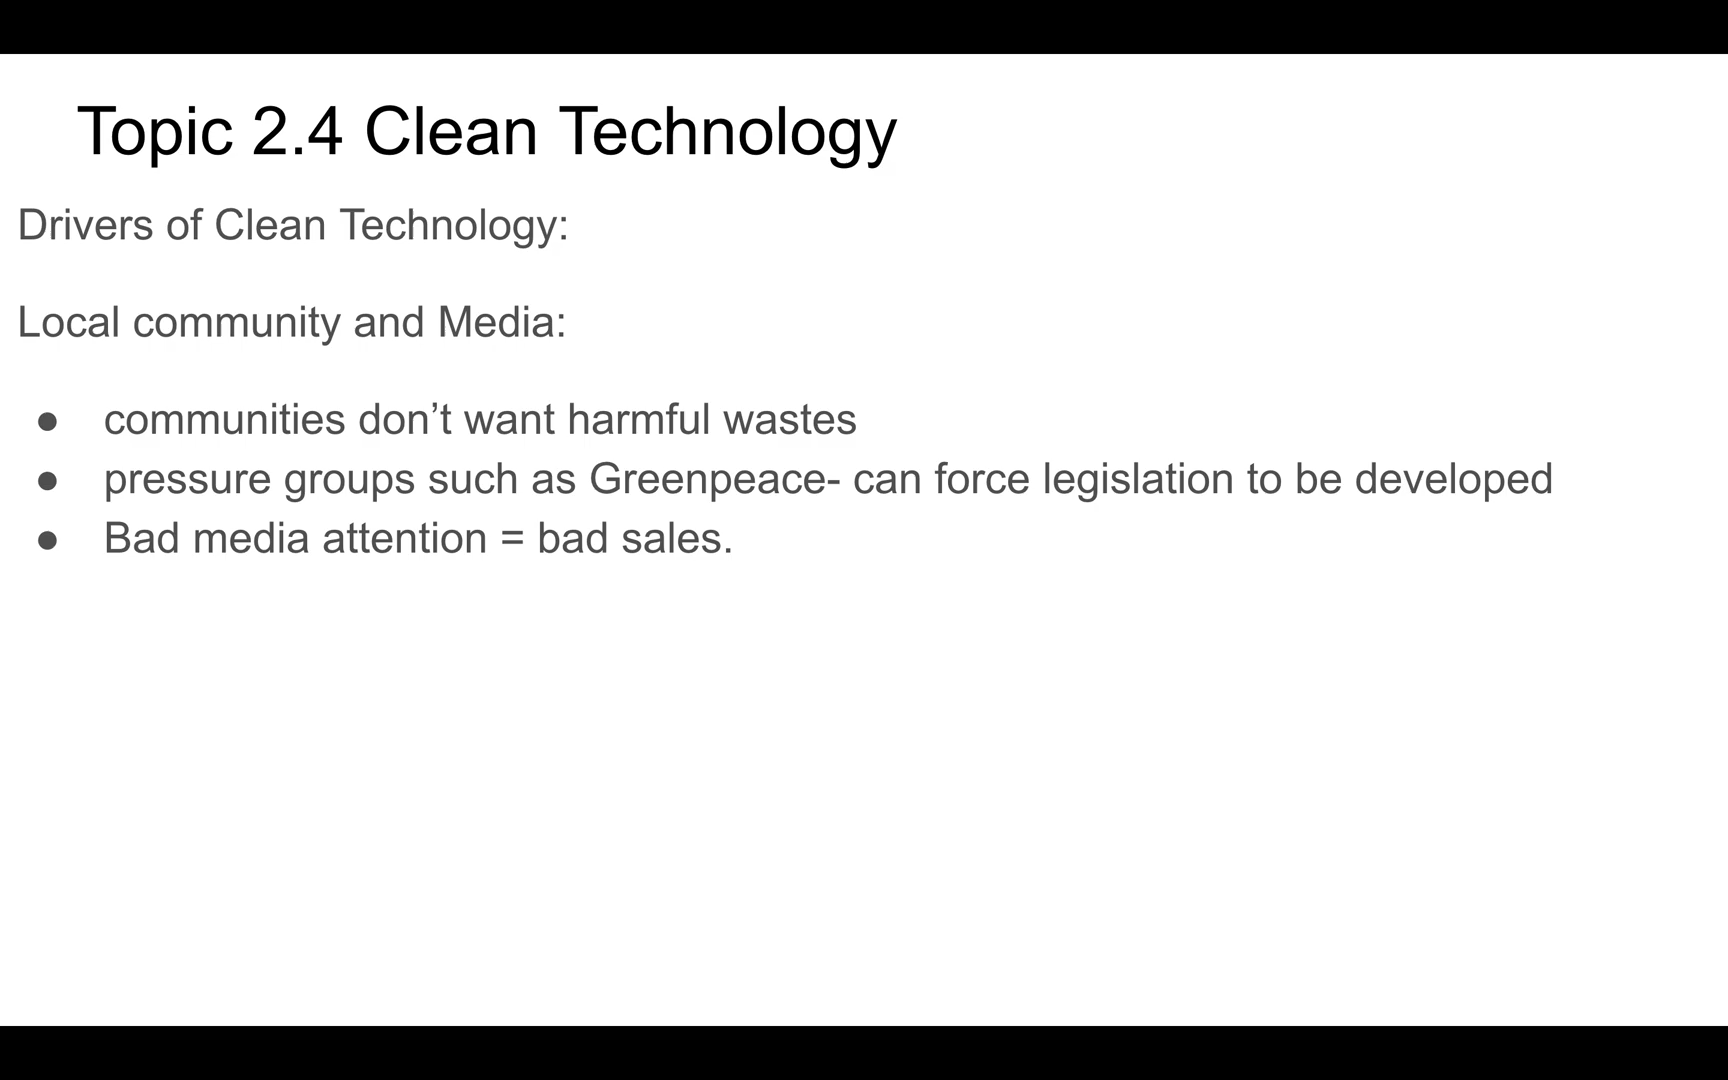 Topic 2.4 Clean Technology
Drivers of Clean Technology:
Local community and Media:
● communities don’t want harmful wastes
● pressure groups such as Greenpeace- can force legislation to be developed
● Bad media attention = bad sales.